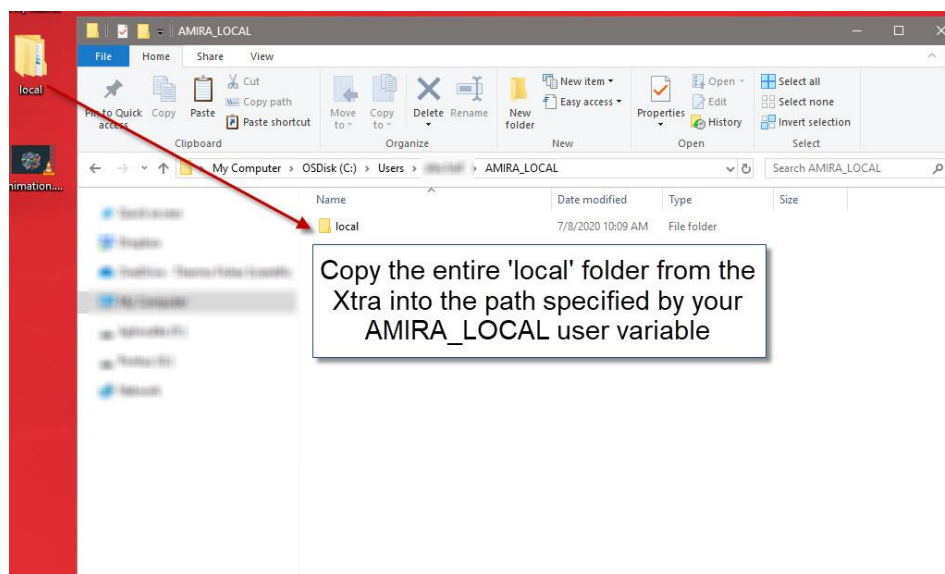 AMIRA_LOCAL
File Home Share View
Pin to Quick access
Copy
Paste
Cut
Copy path
Paste shortcut
Clipboard
Move to
Copy to
Delete
Rename
Organize
New folder
New item
Easy access
New
Properties
Open
Edit
History
Open
Select all
Select none
Invert selection
Select
My Computer > OSDisk (C:) > Users > > AMIRA_LOCAL
Search AMIRA_LOCAL
Name Date modified Type Size
local 7/8/2020 10:09 AM File folder
Copy the entire 'local' folder from the
Xtra into the path specified by your
AMIRA_LOCAL user variable
local
nimation....